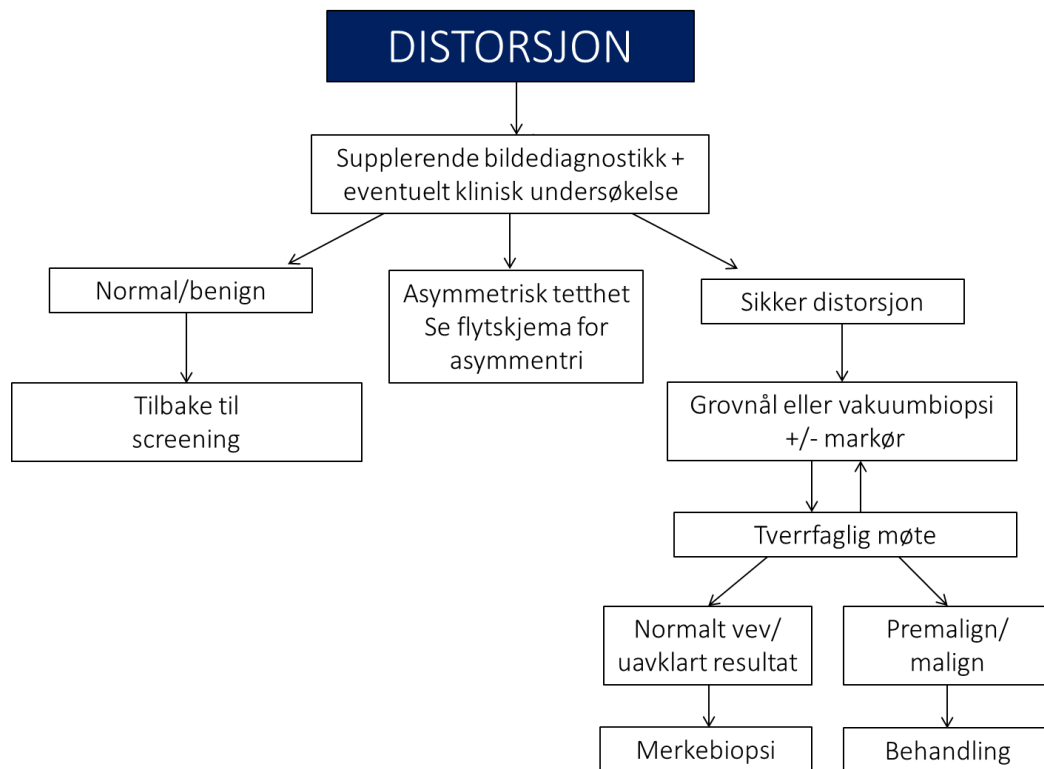 DISTORSJON
Supplerende bildediagnostikk +
eventuelt klinisk undersøkelse
Normal/benign
Asymmetrisk tetthet
Se flytskjema for
asymmentri
Sikker distorsjon
Tilbake til
screening
Grovnål eller vakuumbiopsi
+/- markør
Tverrfaglig møte
Normalt vev/
uavklart resultat
Premalign/
malign
Merkebiopsi
Behandling